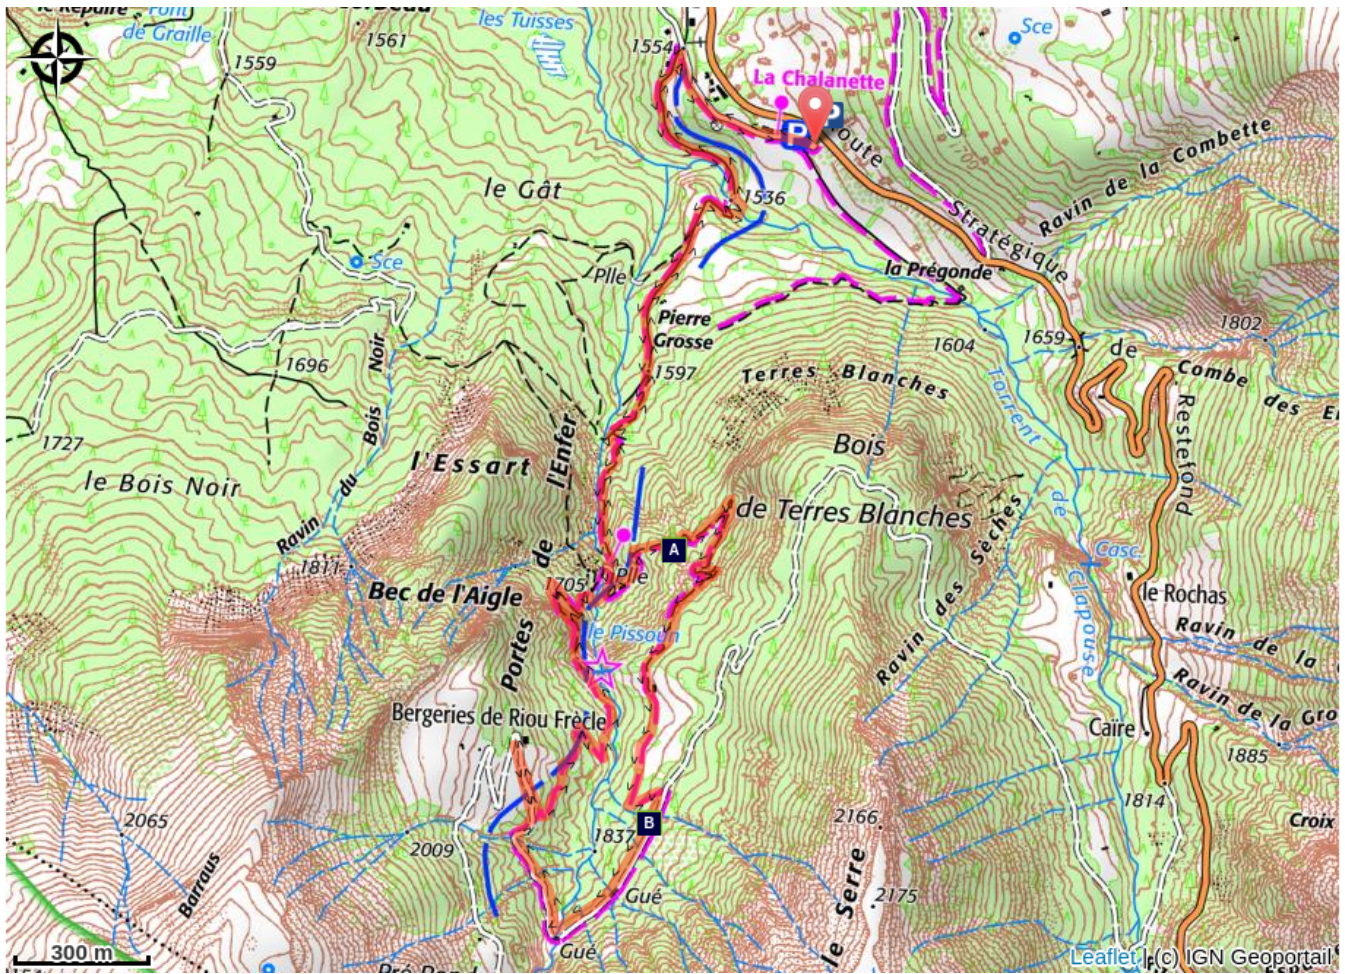 le Repaire
Font
de Graille
1561
les Tuisses
1554
Sce
1559
La Chalanette
P
P
route
le Gât
1536
Stratégique
Ravin de la Combette
Sce
Plle
la Prégonde
Pierre
Grosse
1696
Noir
1597
1604
1659
de
1802
Terres Blanches
Combe
des
Restefond
Torrent
1727
Bois
l'Enfer
Bois
l'Essart
le Bois Noir
du
de Terres Blanches
de
Ravin
Ravin des Sèches
Casc.
A
1811
de
Plle
1705
Bec de l'Aigle
Clapouse
le Rochas
le Pissoun
Ravin de la
Portes
Ravin de la Gro
Bergeries de Riou Frècle
Caïre
1885
1814
2065
2009
1837
B
2166
Croix
Barraus
le Serre
2175
Gué
Gué
300 m
Leaflet | (c) IGN Geoportail